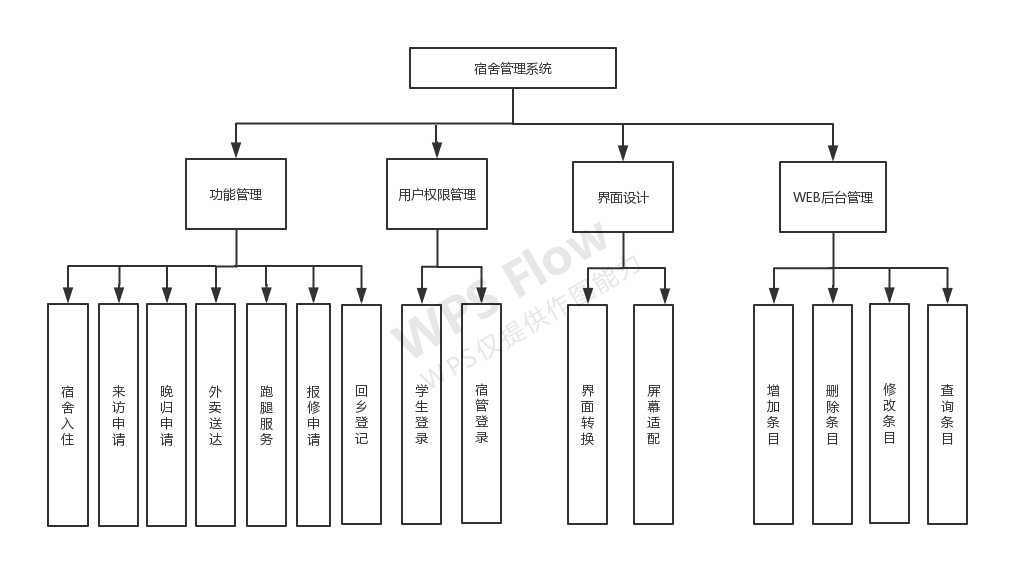 宿舍管理系统
功能管理
用户权限管理
界面设计
WEB后台管理
WPS Flow
WPS仅提供作图能力
宿舍入住
来访申请
晚归申请
外卖送达
跑腿服务
报修申请
回乡登记
学生登录
宿管登录
界面转换
屏幕适配
增加条目
删除条目
修改条目
查询条目